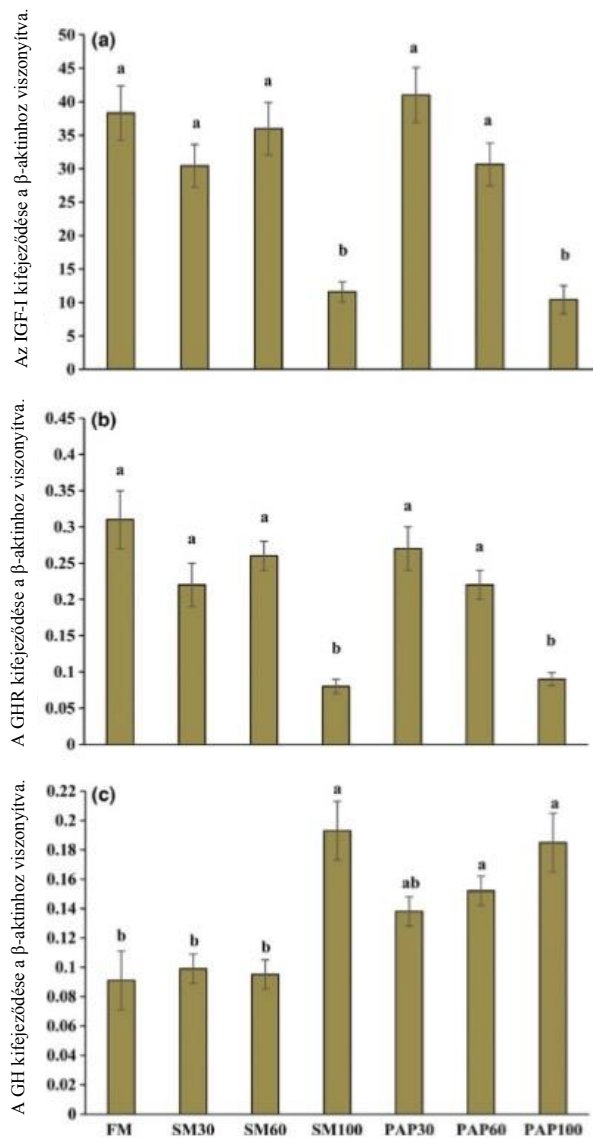 (a)
Az IGF-I kifejeződése a β-aktinhoz viszonyítva.
50
45
40
35
30
25
20
15
10
5
0
a
a
a
b
a
a
b
(b)
A GHR kifejeződése a β-aktinhoz viszonyítva.
0.45
0.4
0.35
0.3
0.25
0.2
0.15
0.1
0.05
0
a
a
a
b
a
a
b
(c)
A GH kifejeződése a β-aktinhoz viszonyítva.
0.22
0.2
0.18
0.16
0.14
0.12
0.1
0.08
0.06
0.04
0.02
0
b
b
b
a
ab
a
a
FM SM30 SM60 SM100 PAP30 PAP60 PAP100